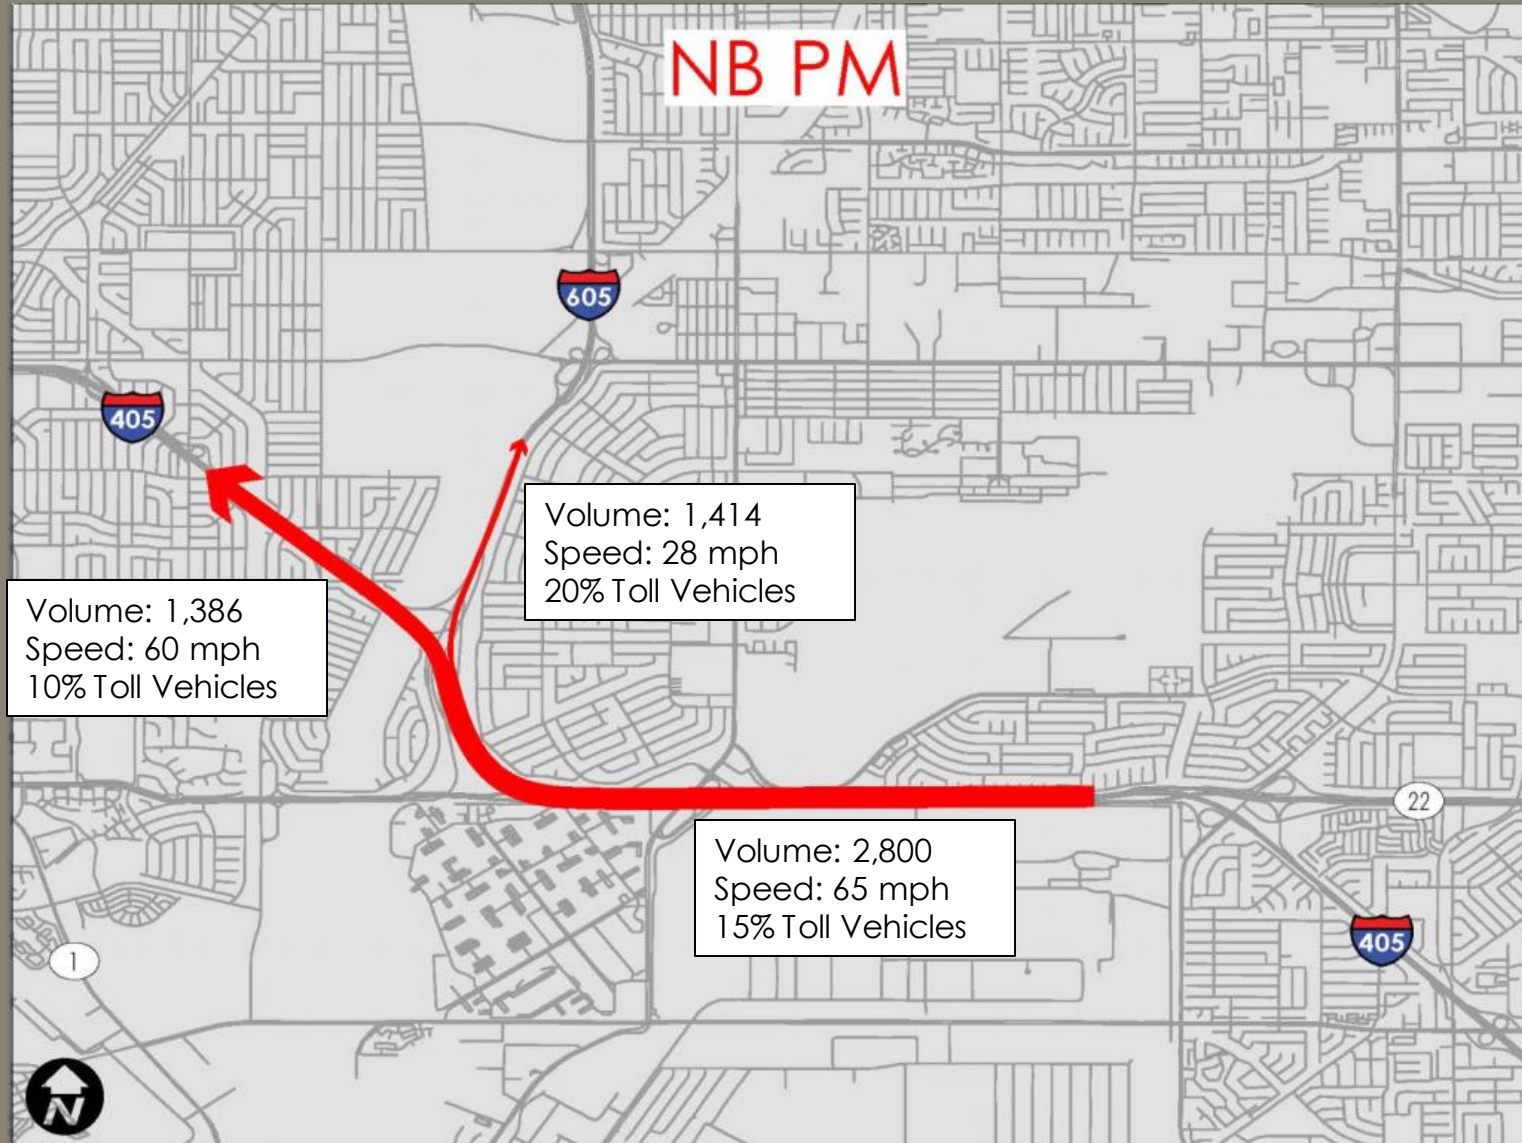 NB PM
605
405
Volume: 1,414
Speed: 28 mph
20% Toll Vehicles
Volume: 1,386
Speed: 60 mph
10% Toll Vehicles
22
Volume: 2,800
Speed: 65 mph
15% Toll Vehicles
405
1
N